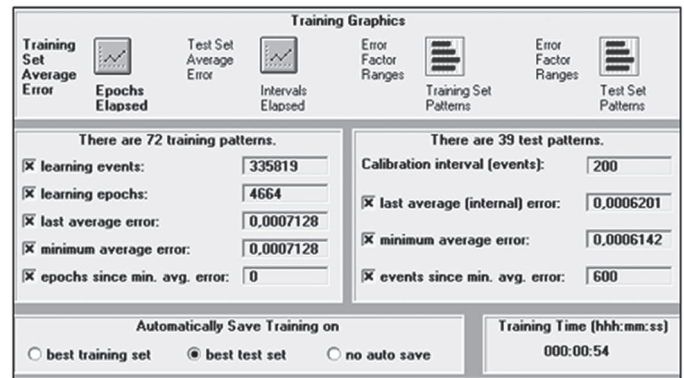 Training Graphics
Training
Set
Average
Error
Epochs
Elapsed
Test Set
Average
Error
Intervals
Elapsed
Error
Factor
Ranges
Training Set
Patterns
Error
Factor
Ranges
Test Set
Patterns
There are 72 training patterns.
learning events: 335819
learning epochs: 4664
last average error: 0,0007128
minimum average error: 0,0007128
epochs since min. avg. error: 0
There are 39 test patterns.
Calibration interval (events): 200
last average (internal) error: 0,0006201
minimum average error: 0,0006142
events since min. avg. error: 600
Automatically Save Training on
best training set best test set no auto save
Training Time (hhh:mm:ss)
000:00:54